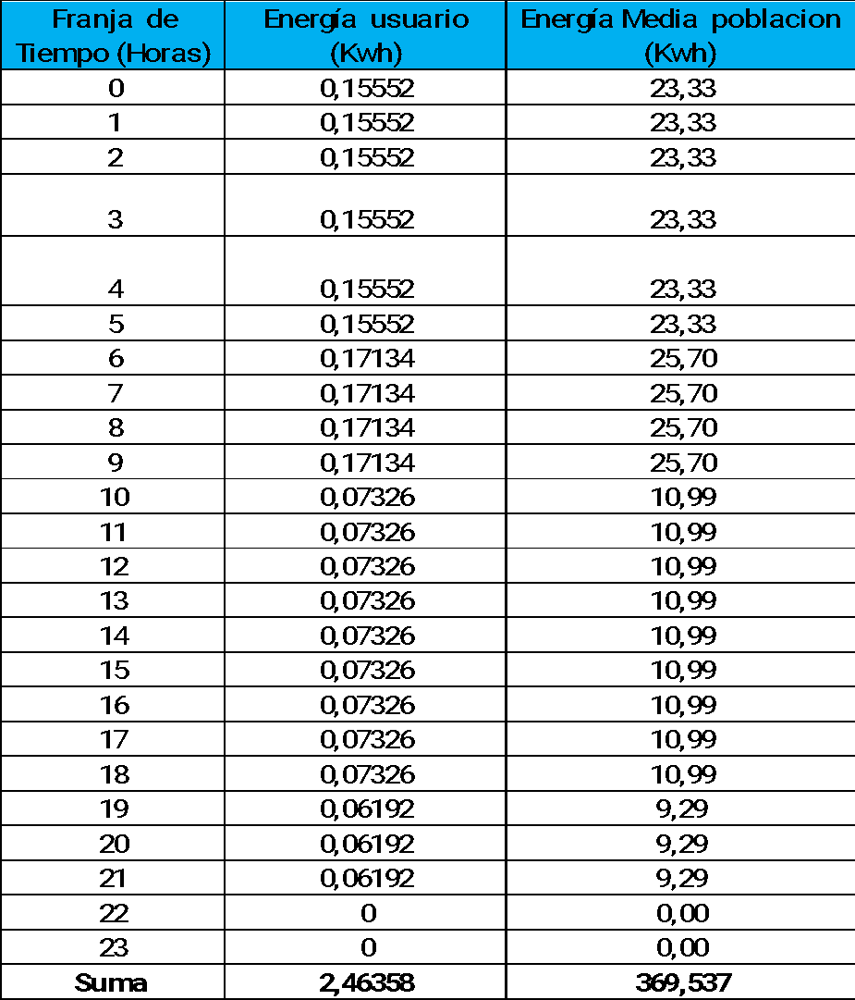 Franja de Tiempo (Horas) Energía usuario (Kwh) Energía Media poblacion (Kwh)
0 0,15552 23,33
1 0,15552 23,33
2 0,15552 23,33
3 0,15552 23,33
4 0,15552 23,33
5 0,15552 23,33
6 0,17134 25,70
7 0,17134 25,70
8 0,17134 25,70
9 0,17134 25,70
10 0,07326 10,99
11 0,07326 10,99
12 0,07326 10,99
13 0,07326 10,99
14 0,07326 10,99
15 0,07326 10,99
16 0,07326 10,99
17 0,07326 10,99
18 0,07326 10,99
19 0,06192 9,29
20 0,06192 9,29
21 0,06192 9,29
22 0 0,00
23 0 0,00
Suma 2,46358 369,537